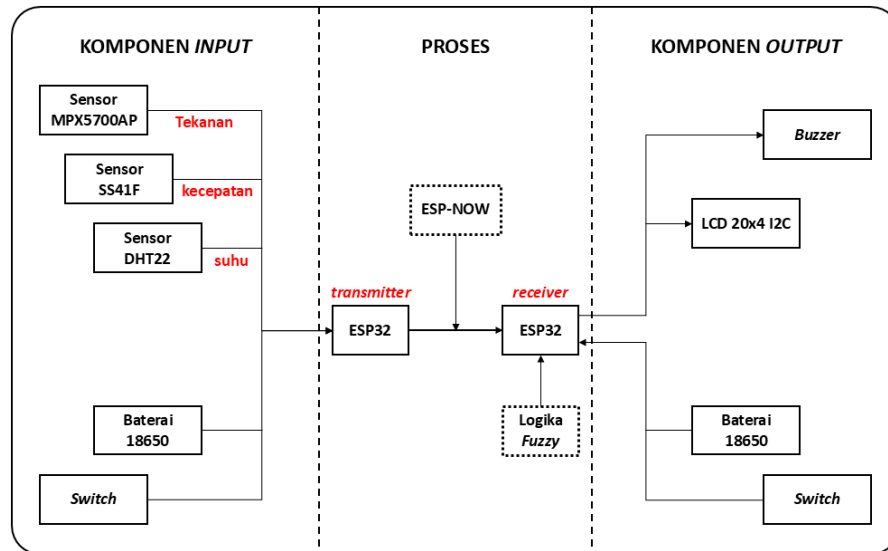 KOMPONEN INPUT
PROSES
KOMPONEN OUTPUT
Sensor
MPX5700AP
Tekanan
Sensor
SS41F
kecepatan
Sensor
DHT22
suhu
Baterai
18650
Switch
ESP-NOW
transmitter
ESP32
receiver
ESP32
Logika
Fuzzy
Buzzer
LCD 20x4 I2C
Baterai
18650
Switch